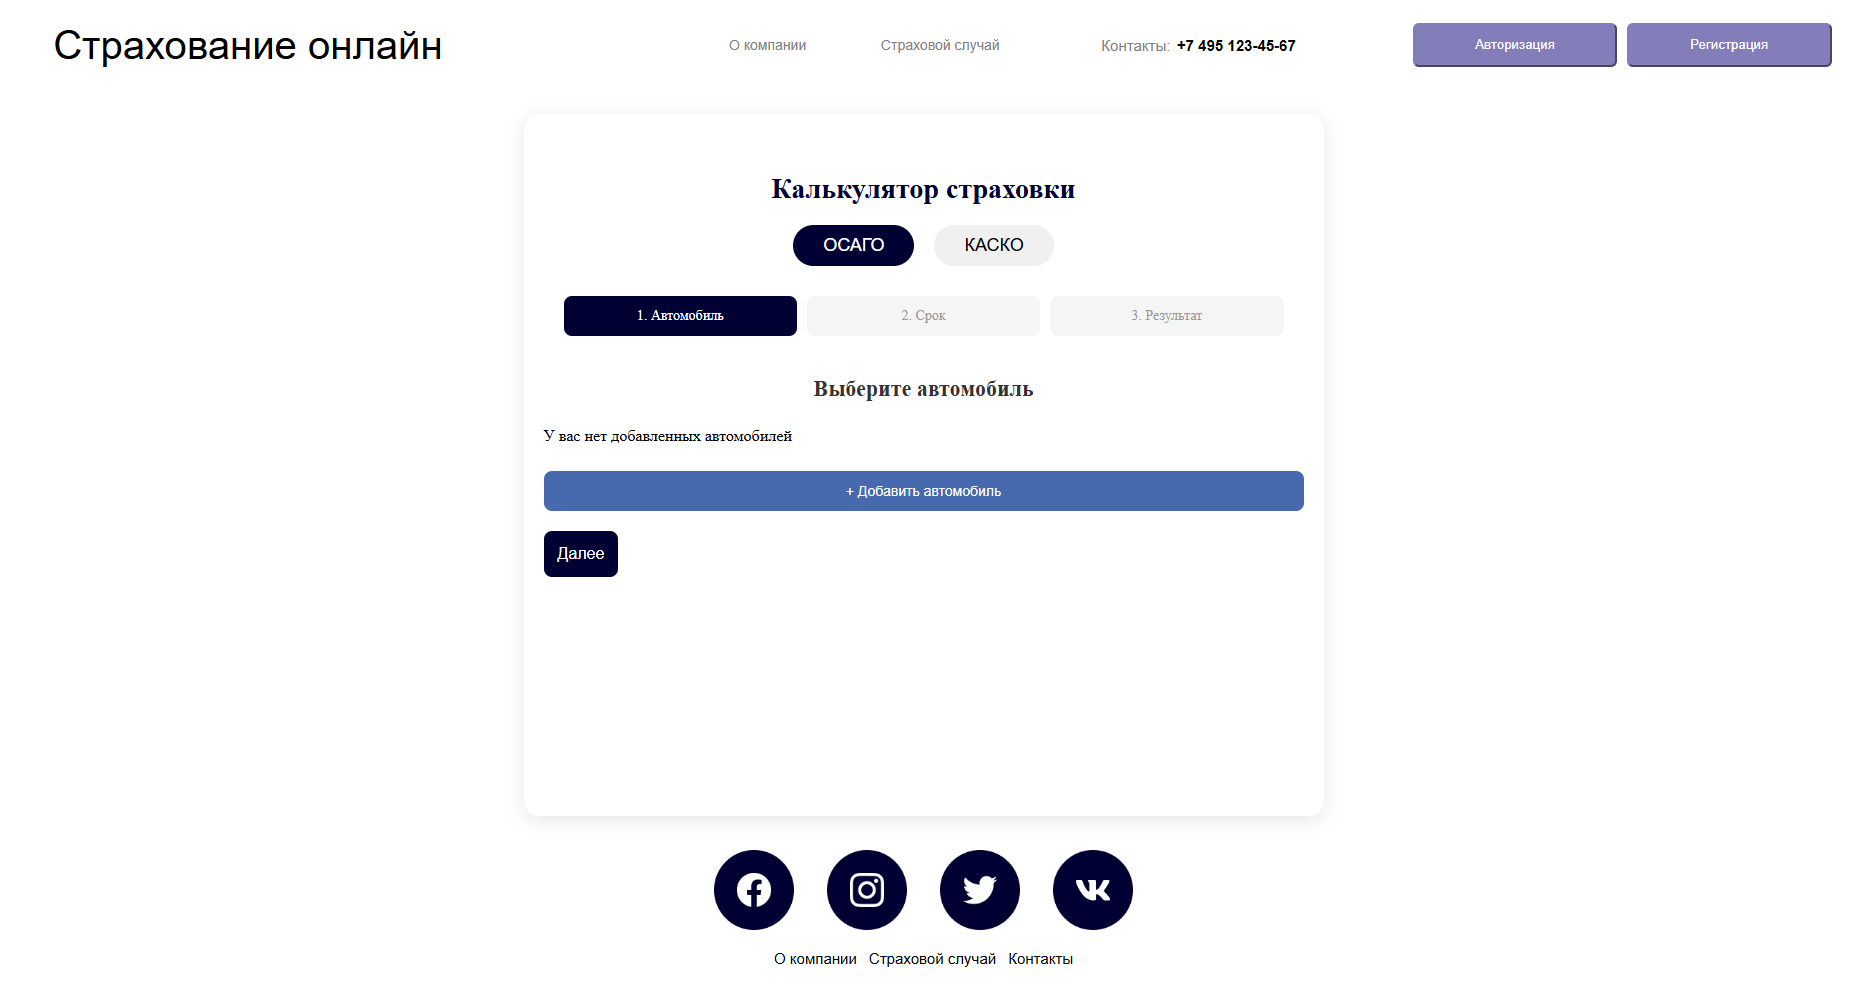 Страхование онлайн
О компании
Страховой случай
Контакты: +7 495 123-45-67
Авторизация
Регистрация
Калькулятор страховки
ОСАГО
КАСКО
1. Автомобиль
2. Срок
3. Результат
Выберите автомобиль
У вас нет добавленных автомобилей
+ Добавить автомобиль
Далее
О компании Страховой случай Контакты